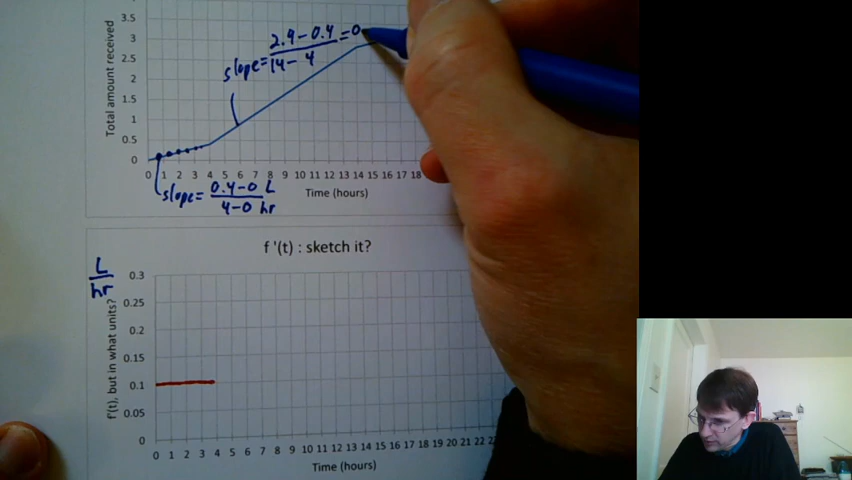 3.5
3
2.5
2
1.5
1
0.5
0
Total amount received
2.9-0.4
slope= =0
14-4
0 1 2 3 4 5 6 7 8 9 10 11 12 13 14 15 16 17 18
Time (hours)
slope= 0.4-0 L
4-0 hr
f '(t) : sketch it?
L
hr
f'(t), but in what units?
0.3
0.25
0.2
0.15
0.1
0.05
0
0 1 2 3 4 5 6 7 8 9 10 11 12 13 14 15 16 17 18 19 20 21 22
Time (hours)